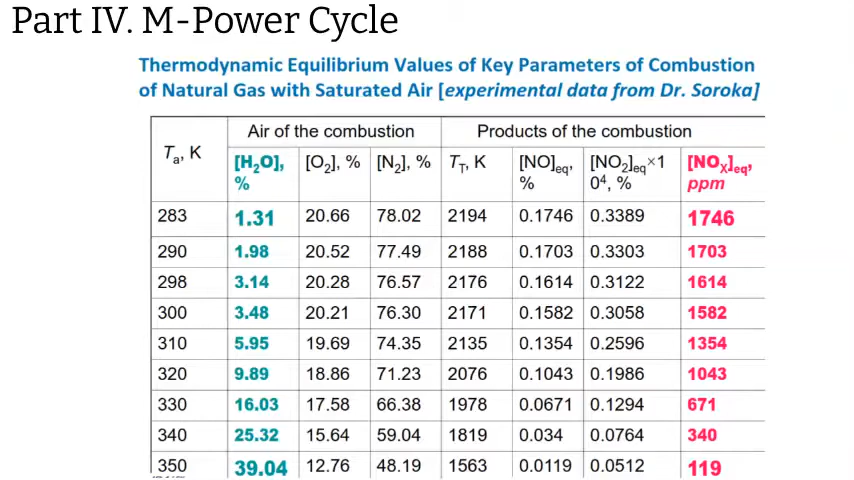 Part IV. M-Power Cycle
Thermodynamic Equilibrium Values of Key Parameters of Combustion
of Natural Gas with Saturated Air [experimental data from Dr. Soroka]
Tₐ, K Air of the combustion Products of the combustion
[H₂O], % [O₂], % [N₂], % T_T, K [NO]eq, % [NO₂]eq×10⁴, % [NOX]eq, ppm
283 1.31 20.66 78.02 2194 0.1746 0.3389 1746
290 1.98 20.52 77.49 2188 0.1703 0.3303 1703
298 3.14 20.28 76.57 2176 0.1614 0.3122 1614
300 3.48 20.21 76.30 2171 0.1582 0.3058 1582
310 5.95 19.69 74.35 2135 0.1354 0.2596 1354
320 9.89 18.86 71.23 2076 0.1043 0.1986 1043
330 16.03 17.58 66.38 1978 0.0671 0.1294 671
340 25.32 15.64 59.04 1819 0.034 0.0764 340
350 39.04 12.76 48.19 1563 0.0119 0.0512 119